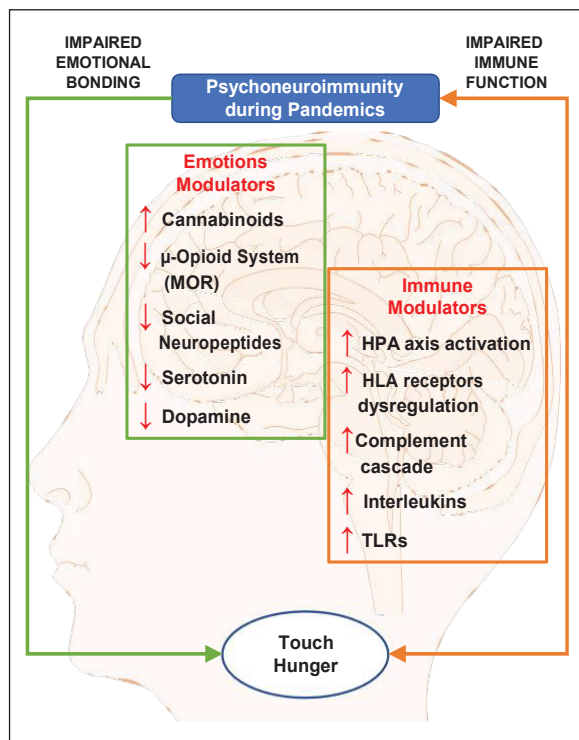 IMPAIRED
EMOTIONAL
BONDING
IMPAIRED
IMMUNE
FUNCTION
Psychoneuroimmunity
during Pandemics
Emotions
Modulators
↑ Cannabinoids
↓ µ-Opioid System
(MOR)
↓ Social
Neuropeptides
↓ Serotonin
↓ Dopamine
Immune
Modulators
↑ HPA axis activation
↑ HLA receptors
dysregulation
↑ Complement
cascade
↑ Interleukins
↑ TLRs
Touch
Hunger